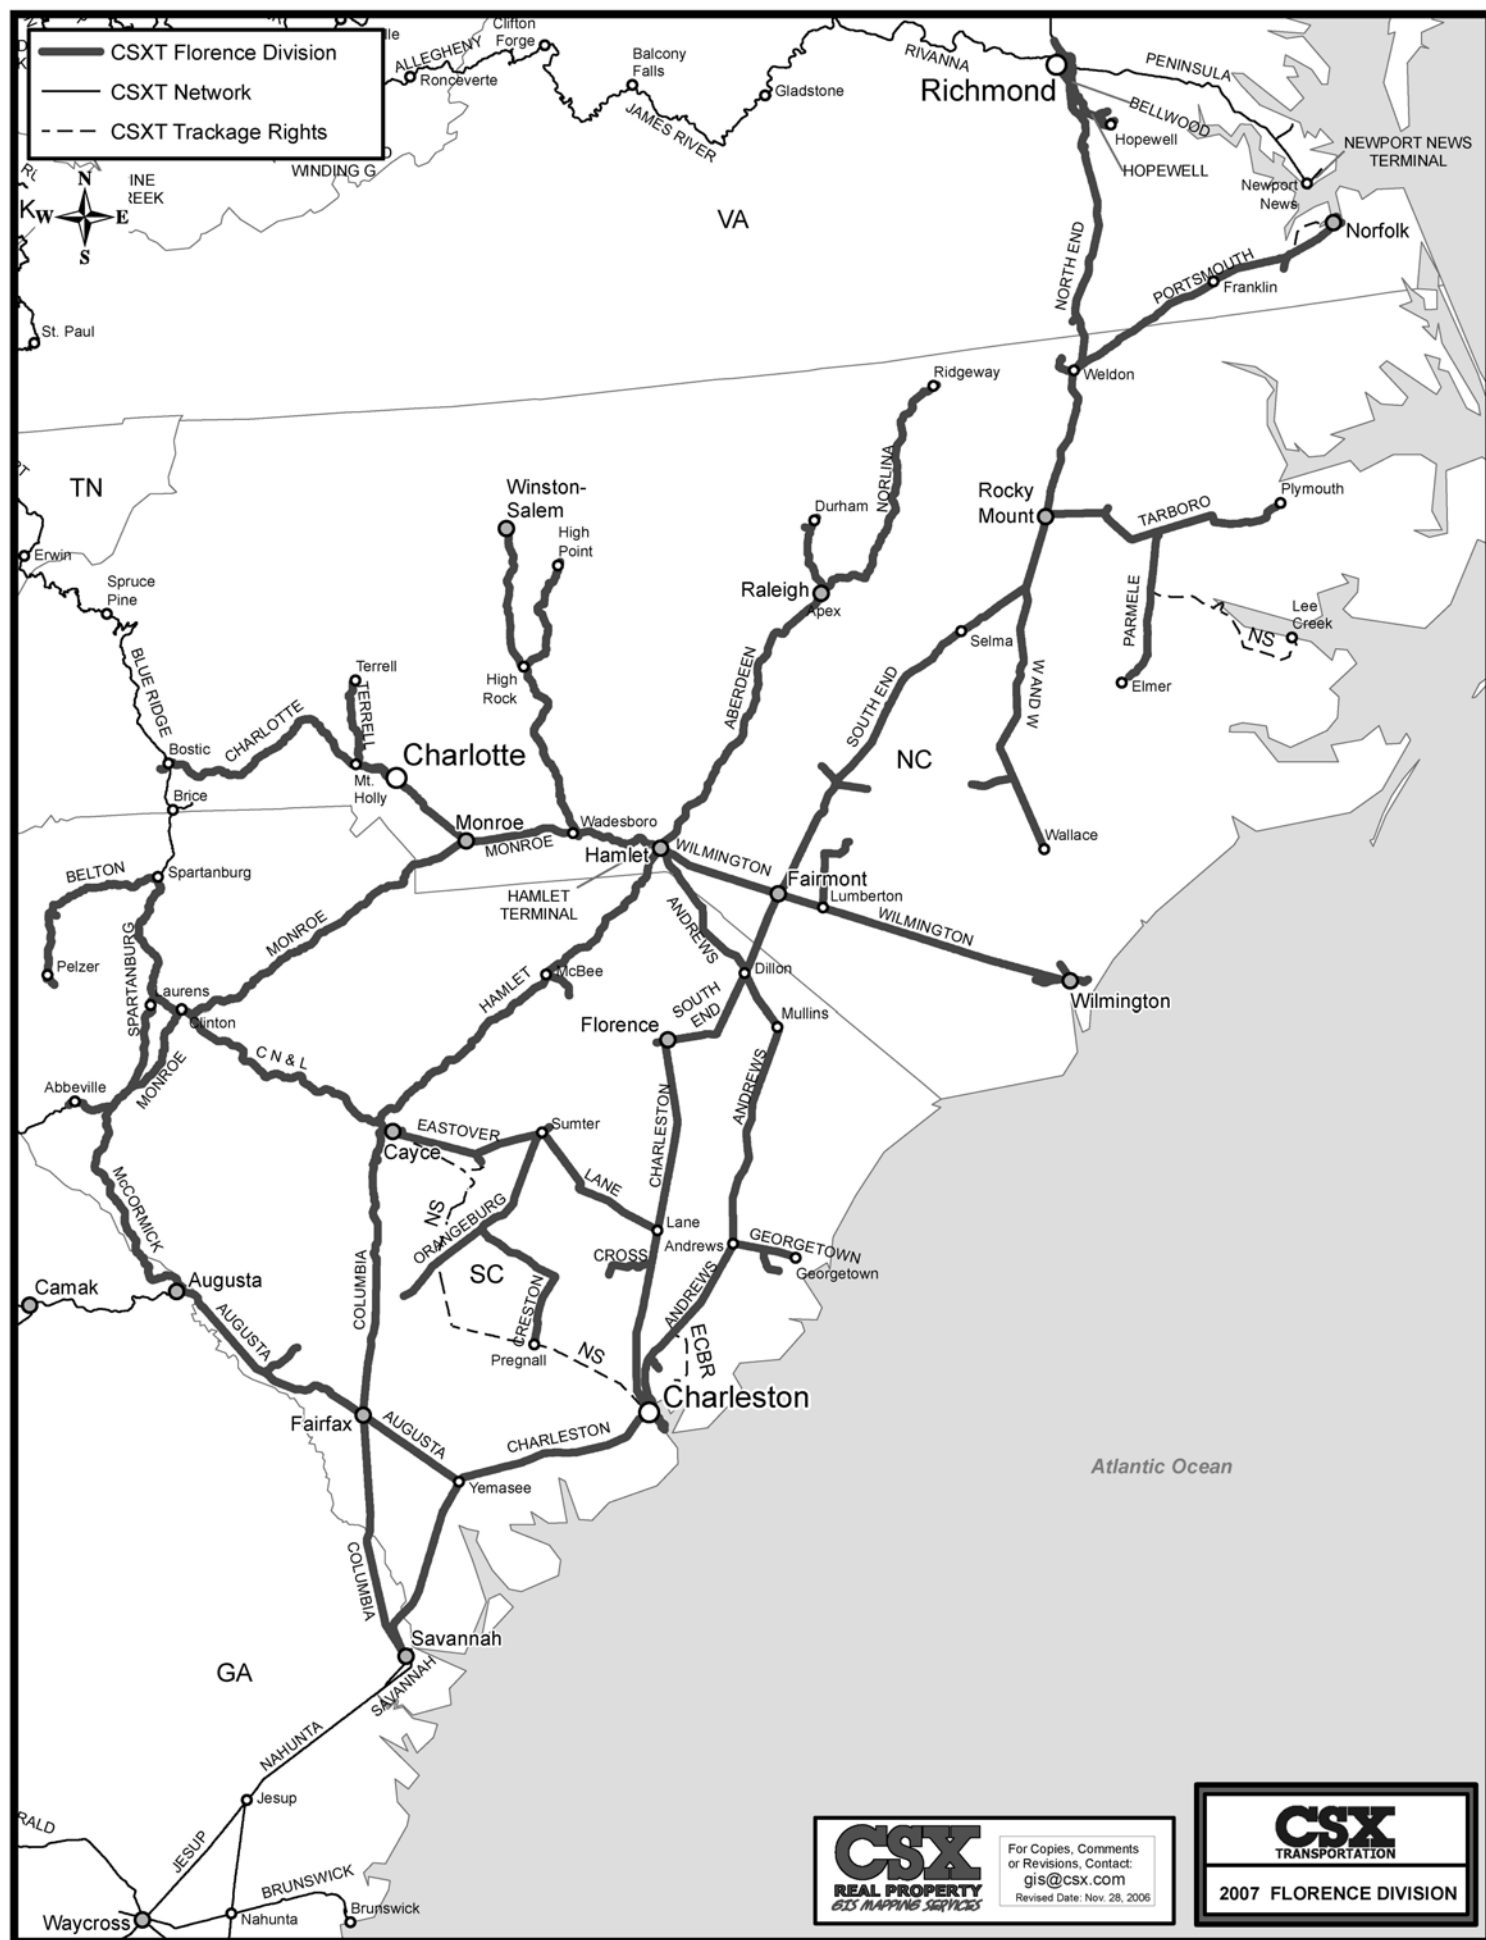 CSXT Florence Division
CSXT Network
CSXT Trackage Rights
N
W
E
S
ALLEGHENY
Ronceverte
Clifton
Forge
Balcony
Falls
JAMES RIVER
Gladstone
RIVANNA
Richmond
PENINSULA
BELLWOOD
Hopewell
HOPEWELL
NEWPORT NEWS
TERMINAL
Newport
News
Norfolk
WINDING G
VA
NORTH END
PORTSMOUTH
Franklin
St. Paul
Weldon
Ridgeway
TN
Winston-
Salem
High
Point
Durham
NORLINA
Rocky
Mount
TARBORO
Plymouth
Erwin
Spruce
Pine
Raleigh
Apex
PARMELE
Lee
Creek
NS
Selma
Elmer
BLUE RIDGE
Terrell
TERRELL
High
Rock
ABERDEEN
SOUTH END
W AND W
NC
Bostic
CHARLOTTE
Charlotte
Mt.
Holly
Brice
Monroe
MONROE
Wadesboro
Hamlet
WILMINGTON
Wallace
BELTON
Spartanburg
HAMLET
TERMINAL
Fairmont
Lumberton
WILMINGTON
ANDREWS
MONROE
SPARTANBURG
Pelzer
HAMLET
McBee
Dillon
Laurens
Clinton
SOUTH
END
Florence
Mullins
Wilmington
C N & L
MONROE
Abbeville
ANDREWS
CHARLESTON
EASTOVER
Sumter
Cayce
LANE
McCORMICK
NS
ORANGEBURG
Lane
Andrews
GEORGETOWN
Georgetown
CROSS
SC
COLUMBIA
CRESTON
ANDREWS
Camak
Augusta
AUGUSTA
Pregnall
NS
ECBR
Charleston
Fairfax
AUGUSTA
CHARLESTON
Yemasee
Atlantic Ocean
COLUMBIA
Savannah
SAVANNAH
GA
NAHUNTA
Jesup
RALD
JESUP
BRUNSWICK
Brunswick
Waycross
Nahunta
CSX
REAL PROPERTY
GIS MAPPING SERVICES
For Copies, Comments
or Revisions, Contact:
gis@csx.com
Revised Date: Nov. 28, 2006
CSX
TRANSPORTATION
2007 FLORENCE DIVISION